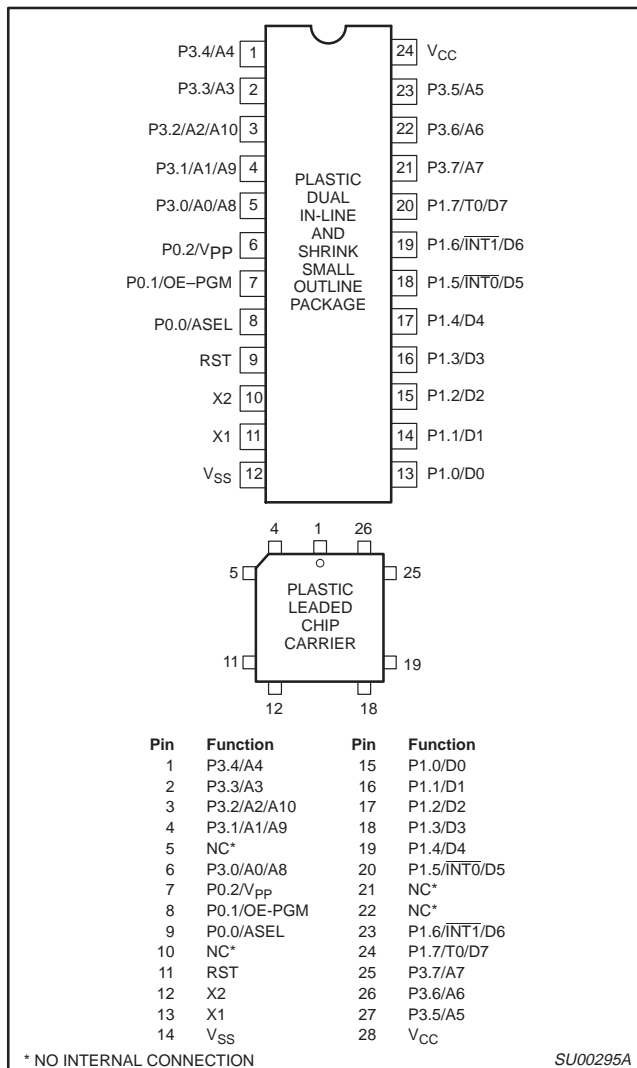 P3.4/A4 1 24 VCC
P3.3/A3 2 23 P3.5/A5
P3.2/A2/A10 3 22 P3.6/A6
P3.1/A1/A9 4 21 P3.7/A7
P3.0/A0/A8 5 20 P1.7/T0/D7
P0.2/VPP 6 19 P1.6/INT1/D6
P0.1/OE–PGM 7 18 P1.5/INT0/D5
P0.0/ASEL 8 17 P1.4/D4
RST 9 16 P1.3/D3
X2 10 15 P1.2/D2
X1 11 14 P1.1/D1
VSS 12 13 P1.0/D0
PLASTIC
DUAL
IN-LINE
AND
SHRINK
SMALL
OUTLINE
PACKAGE
4 1 26
5 25
PLASTIC
LEADED
CHIP
CARRIER
11 19
12 18
Pin Function Pin Function
1 P3.4/A4 15 P1.0/D0
2 P3.3/A3 16 P1.1/D1
3 P3.2/A2/A10 17 P1.2/D2
4 P3.1/A1/A9 18 P1.3/D3
5 NC* 19 P1.4/D4
6 P3.0/A0/A8 20 P1.5/INT0/D5
7 P0.2/VPP 21 NC*
8 P0.1/OE-PGM 22 NC*
9 P0.0/ASEL 23 P1.6/INT1/D6
10 NC* 24 P1.7/T0/D7
11 RST 25 P3.7/A7
12 X2 26 P3.6/A6
13 X1 27 P3.5/A5
14 VSS 28 VCC
* NO INTERNAL CONNECTION SU00295A